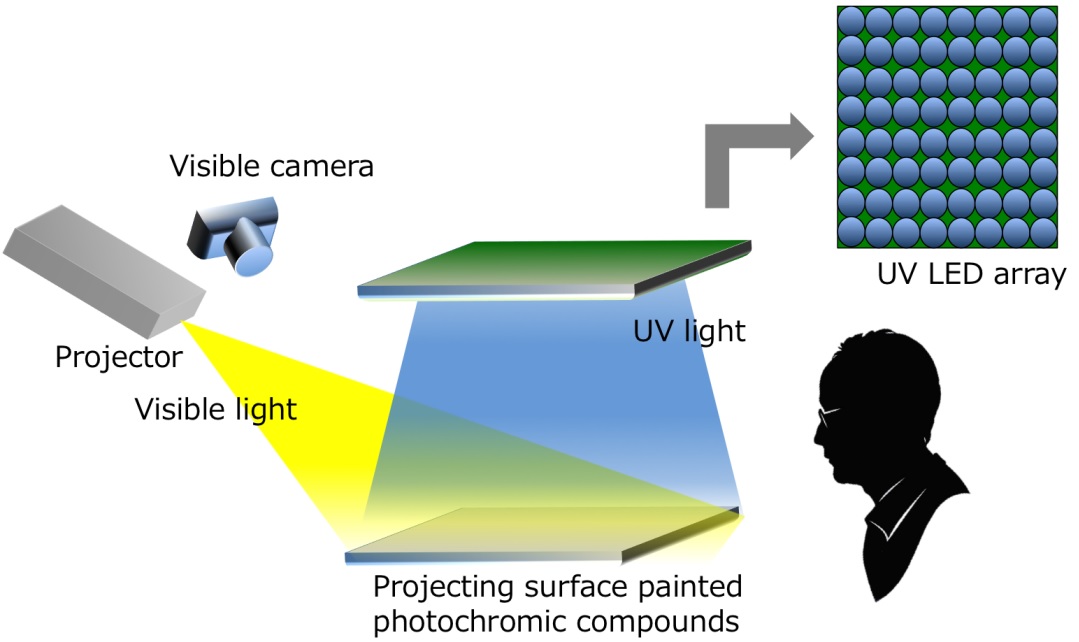 Visible camera
UV LED array
UV light
Projector
Visible light
Projecting surface painted
photochromic compounds